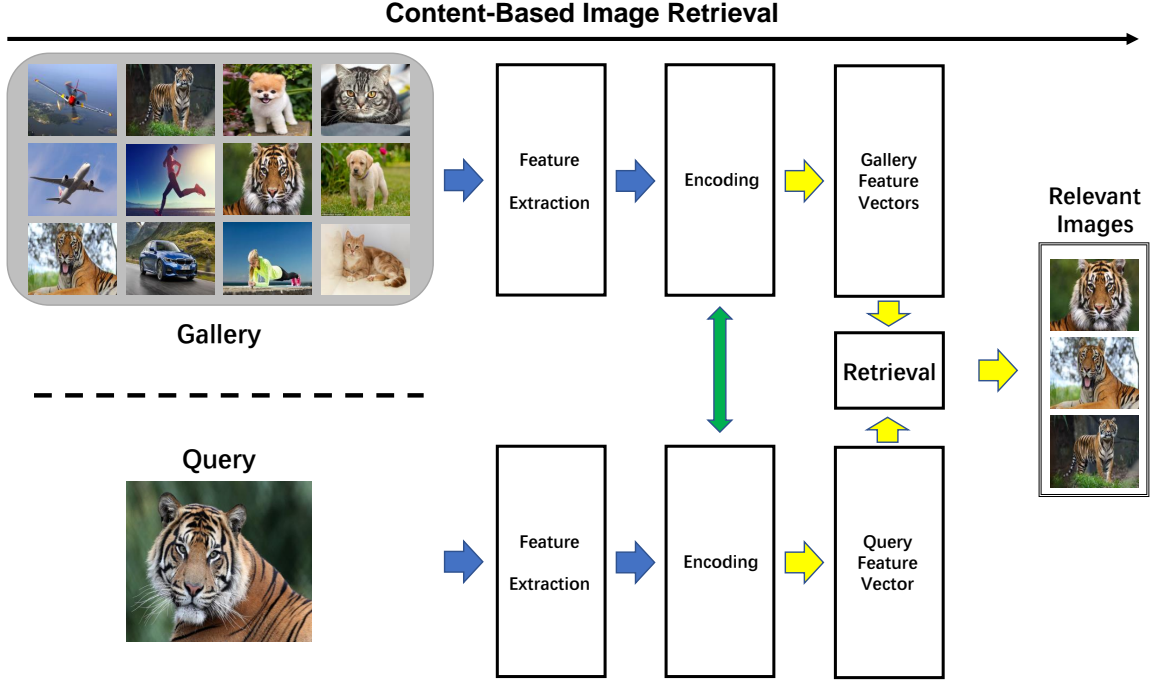 Content-Based Image Retrieval
Feature
Extraction
Encoding
Gallery
Feature
Vectors
Relevant
Images
Gallery
Retrieval
Query
Feature
Extraction
Encoding
Query
Feature
Vector